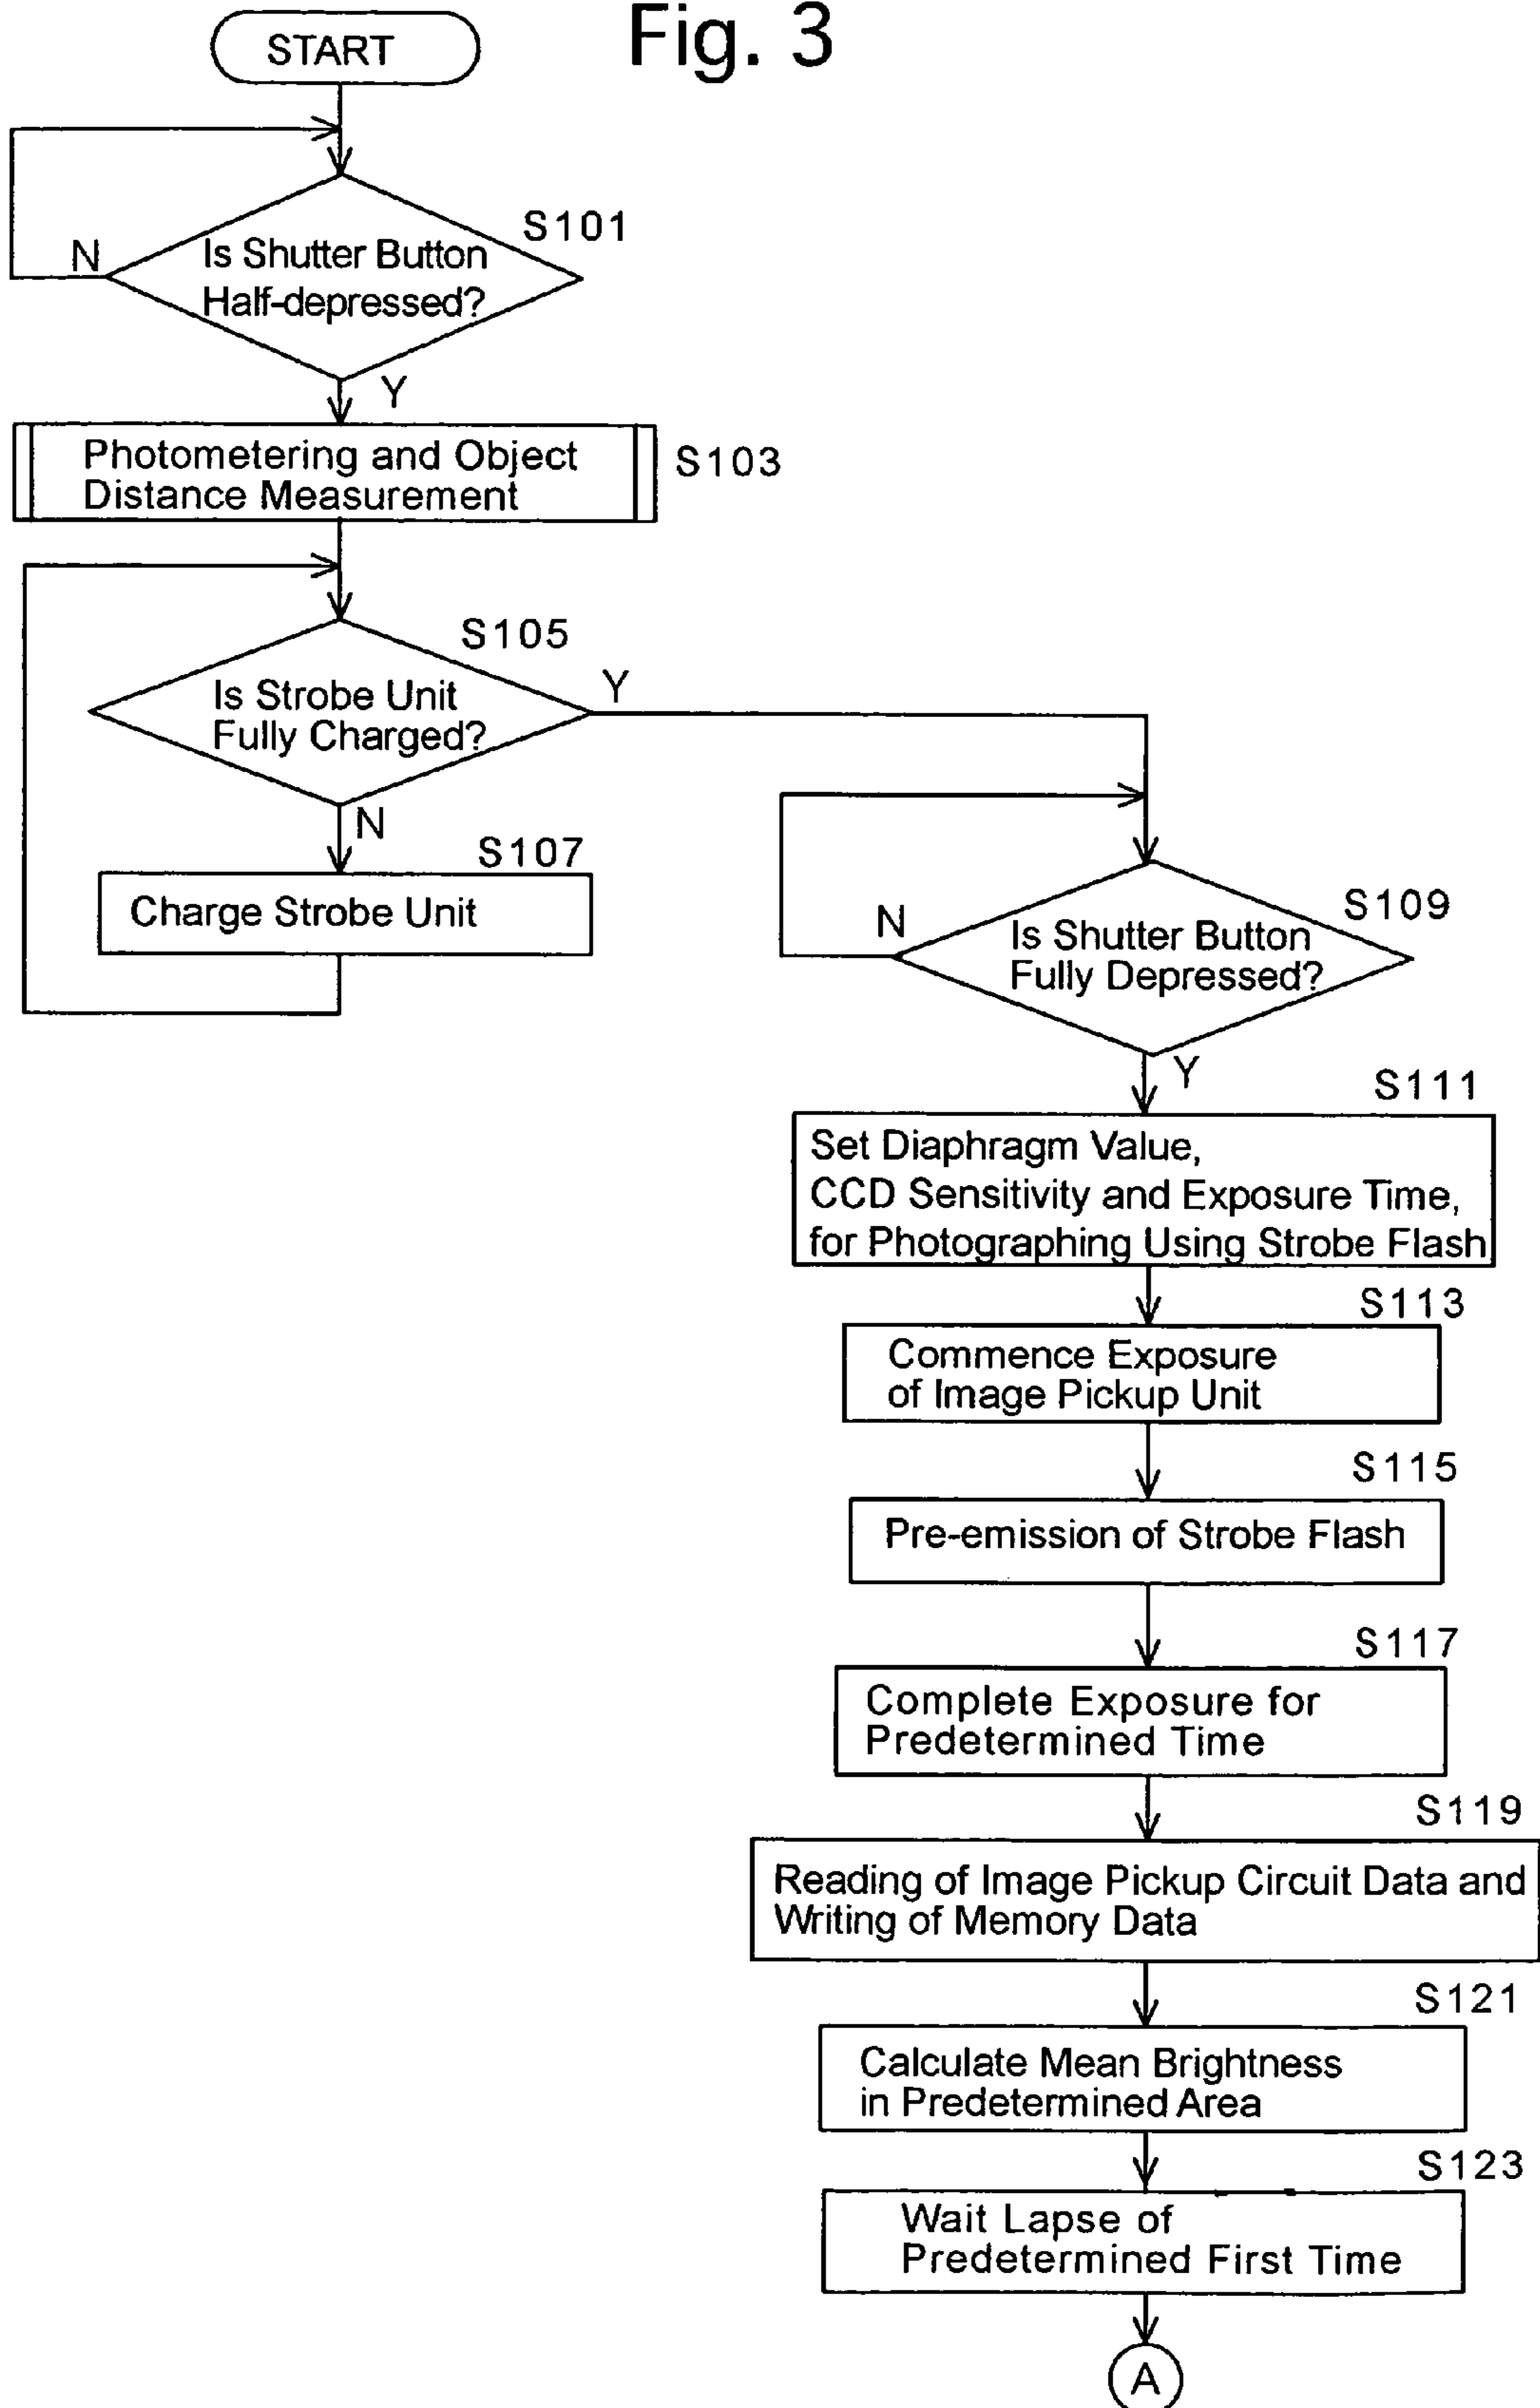 Fig. 3
START
S101
Is Shutter Button
Half-depressed?
N
Y
Photometering and Object
Distance Measurement
S103
S105
Is Strobe Unit
Fully Charged?
Y
N
S107
Charge Strobe Unit
S109
Is Shutter Button
Fully Depressed?
N
Y
S111
Set Diaphragm Value,
CCD Sensitivity and Exposure Time,
for Photographing Using Strobe Flash
S113
Commence Exposure
of Image Pickup Unit
S115
Pre-emission of Strobe Flash
S117
Complete Exposure for
Predetermined Time
S119
Reading of Image Pickup Circuit Data and
Writing of Memory Data
S121
Calculate Mean Brightness
in Predetermined Area
S123
Wait Lapse of
Predetermined First Time
A